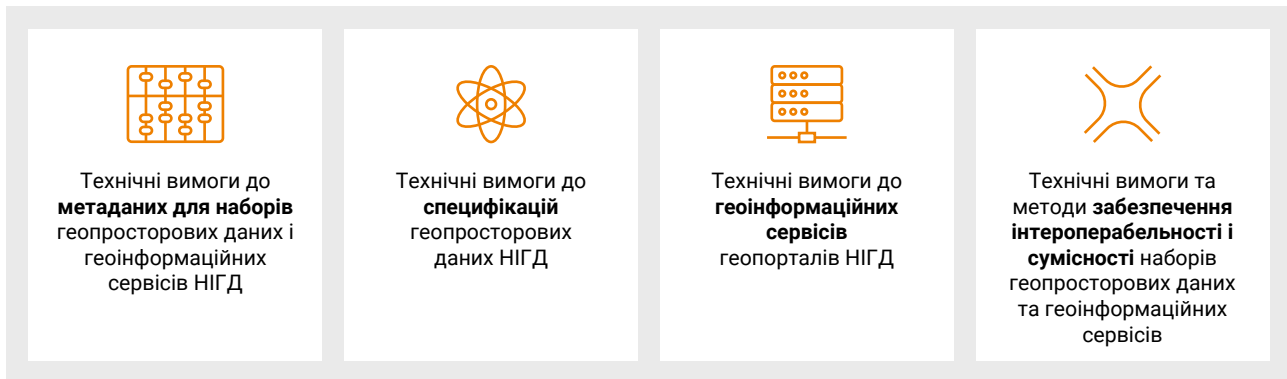 Технічні вимоги до
метаданих для наборів
геопросторових даних і
геоінформаційних
сервісів НІГД
Технічні вимоги до
специфікацій
геопросторових
даних НІГД
Технічні вимоги до
геоінформаційних
сервісів
геопорталів НІГД
Технічні вимоги та
методи забезпечення
інтероперабельності і
сумісності наборів
геопросторових даних
та геоінформаційних
сервісів